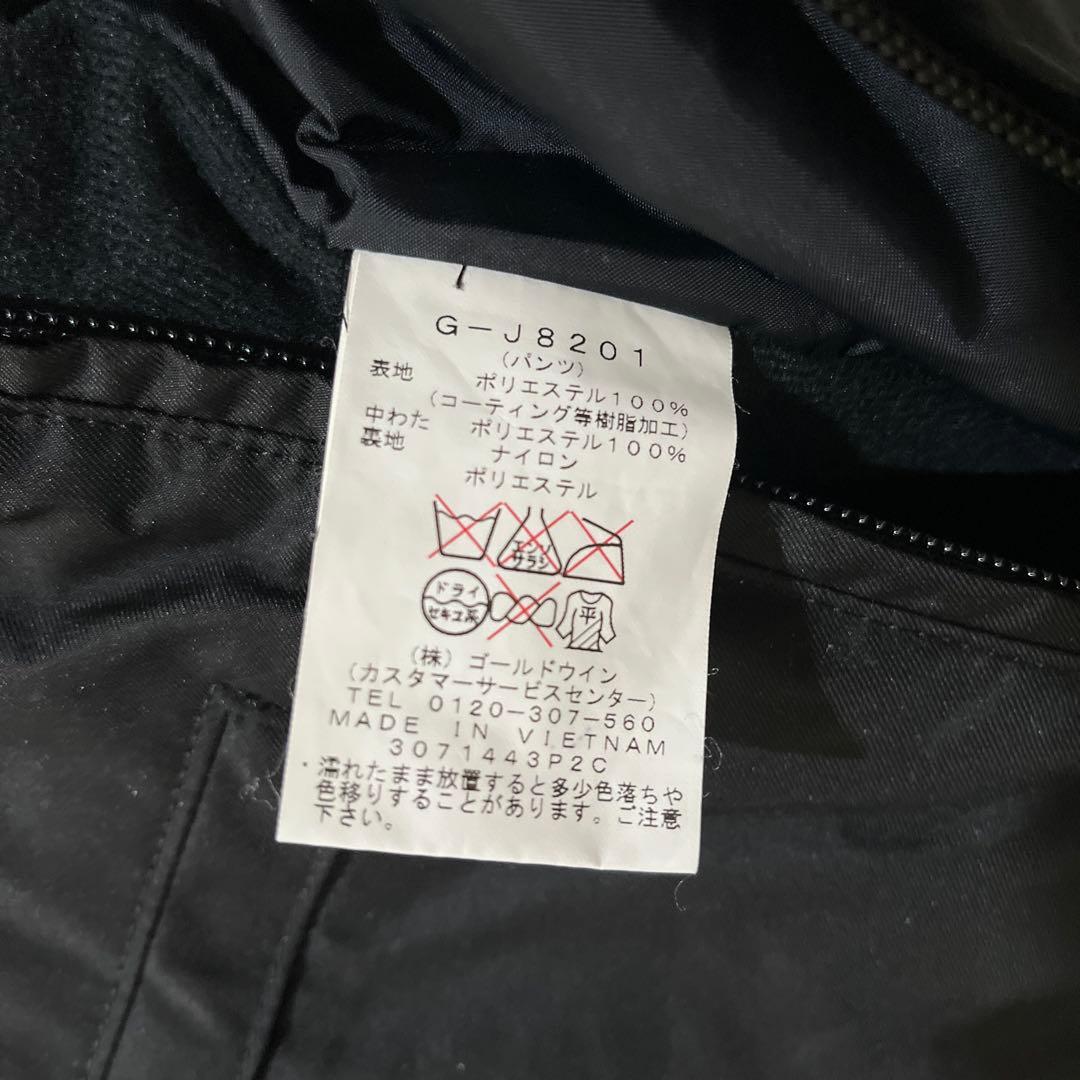 G-J8201
(パンツ)
表地 ポリエステル100%
(コーティング等樹脂加工)
中わた ポリエステル100%
裏地 ナイロン
ポリエステル
エンソ
サラシ
ドライ
セキユ系
平
(株) ゴールドウイン
(カスタマーサービスセンター)
TEL 0120-307-560
MADE IN VIETNAM
3071443P2C
・濡れたまま放置すると多少色落ちや
色移りすることがあります。ご注意
下さい。